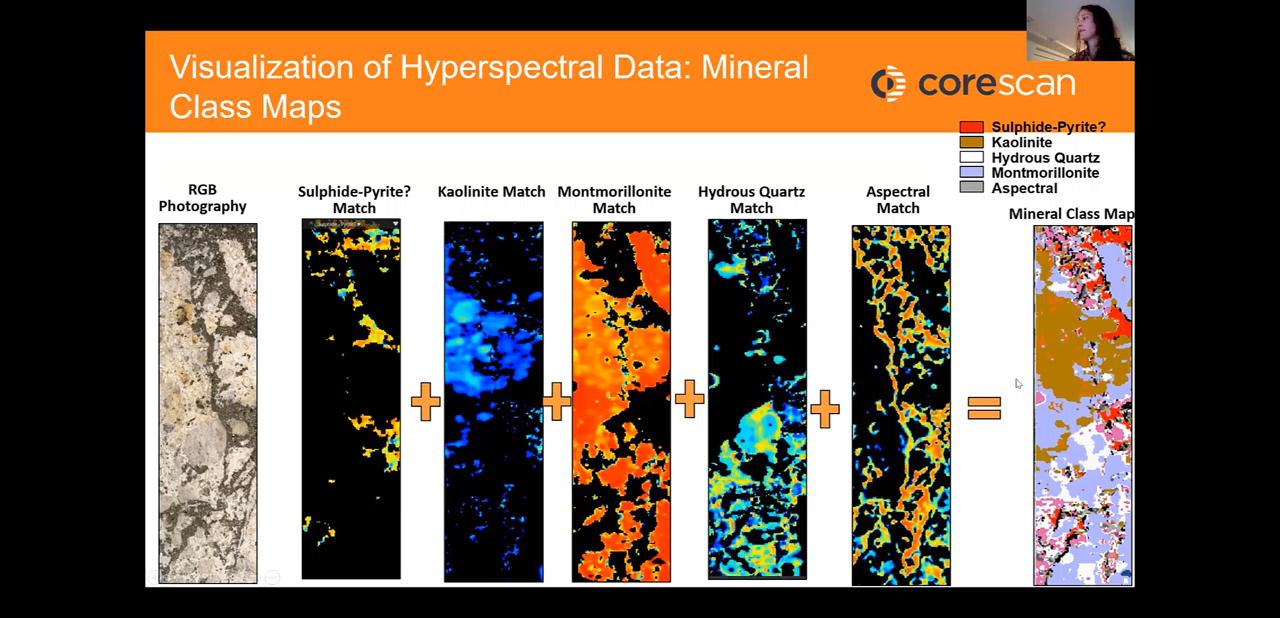 Visualization of Hyperspectral Data: Mineral
Class Maps
corescan
Sulphide-Pyrite?
Kaolinite
Hydrous Quartz
Montmorillonite
Aspectral
RGB
Photography
Sulphide-Pyrite?
Match
Kaolinite Match
Montmorillonite
Match
Hydrous Quartz
Match
Aspectral
Match
Mineral Class Map